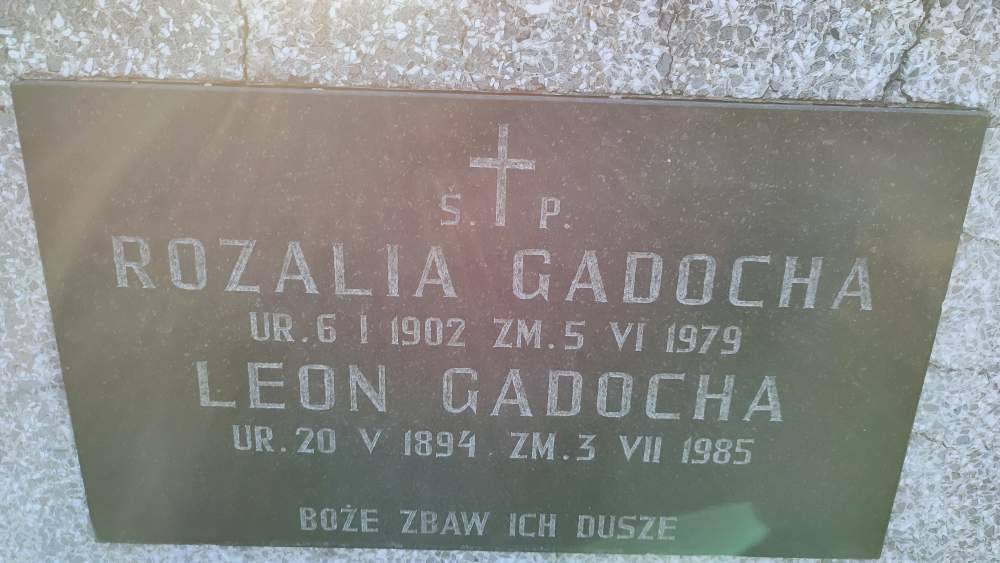 Ś. P.
ROZALIA GADOCHA
UR. 6 I 1902 ZM. 5 VI 1979
LEON GADOCHA
UR. 20 V 1894 ZM. 3 VII 1985
BOŻE ZBAW ICH DUSZE